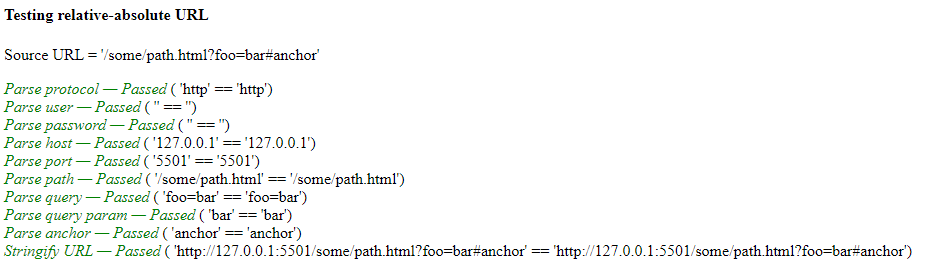 Testing relative-absolute URL
Source URL = '/some/path.html?foo=bar#anchor'
Parse protocol — Passed ( 'http' == 'http')
Parse user — Passed ( '' == '')
Parse password — Passed ( '' == '')
Parse host — Passed ( '127.0.0.1' == '127.0.0.1')
Parse port — Passed ( '5501' == '5501')
Parse path — Passed ( '/some/path.html' == '/some/path.html')
Parse query — Passed ( 'foo=bar' == 'foo=bar')
Parse query param — Passed ( 'bar' == 'bar')
Parse anchor — Passed ( 'anchor' == 'anchor')
Stringify URL — Passed ( 'http://127.0.0.1:5501/some/path.html?foo=bar#anchor' == 'http://127.0.0.1:5501/some/path.html?foo=bar#anchor')